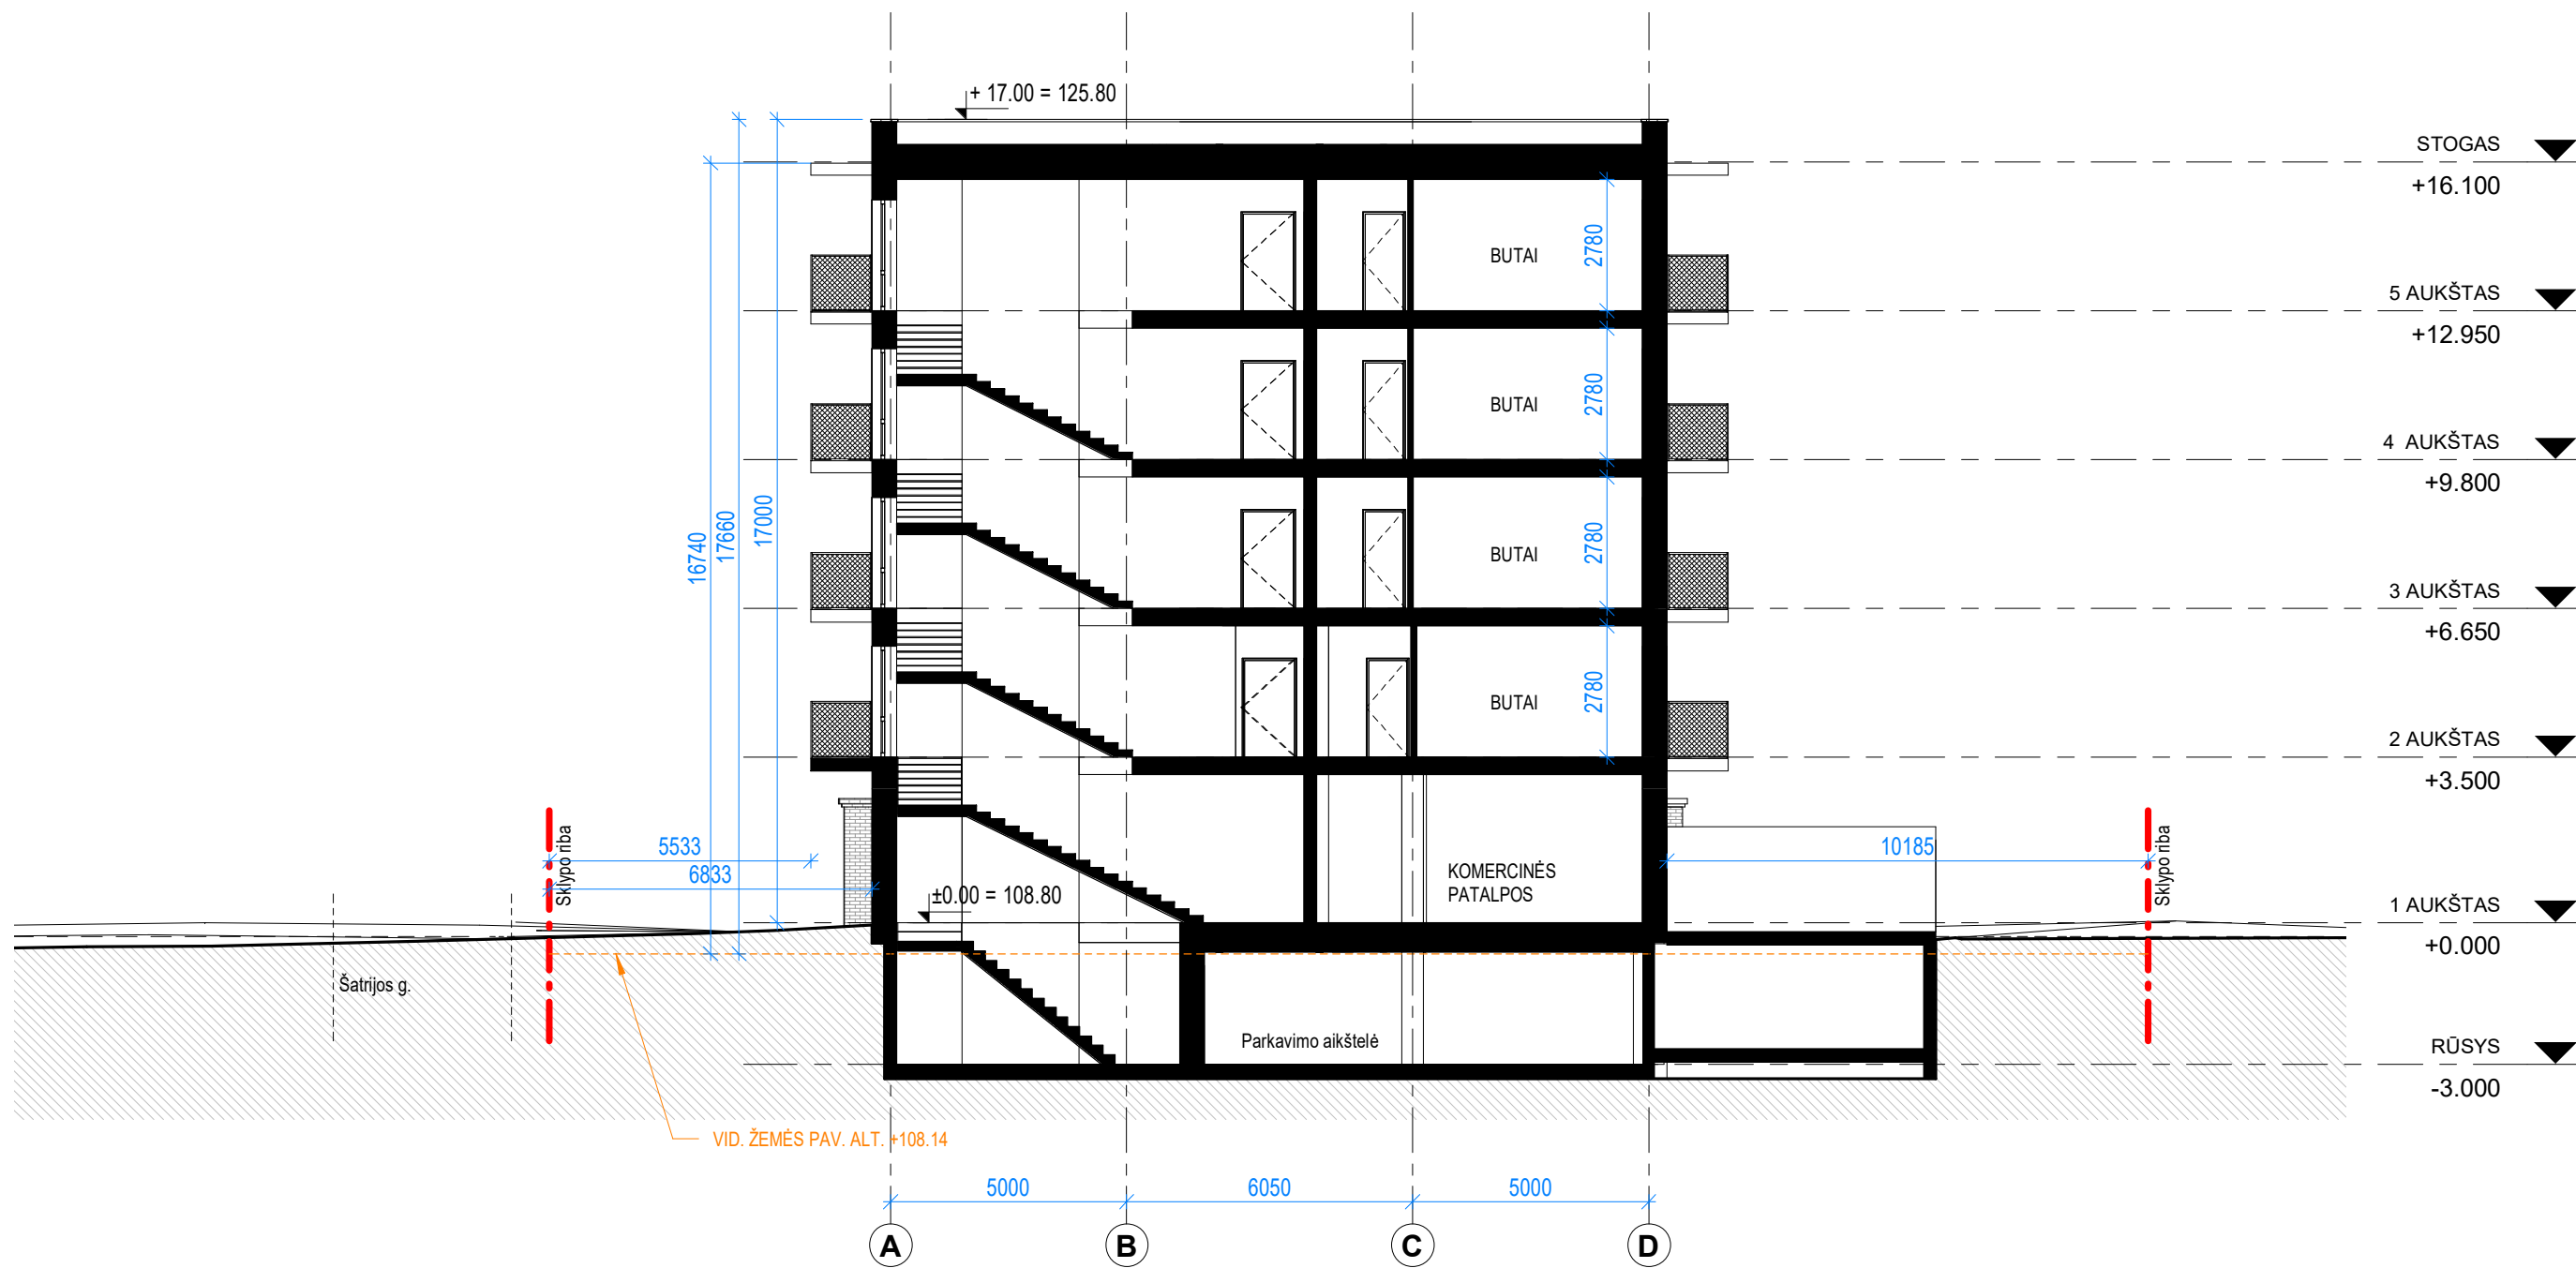 + 17.00 = 125.80
STOGAS
+16.100
BUTAI
2780
5 AUKŠTAS
+12.950
BUTAI
2780
4 AUKŠTAS
+9.800
16740
17660
17000
BUTAI
2780
3 AUKŠTAS
+6.650
BUTAI
2780
2 AUKŠTAS
+3.500
Sklypo riba
5533
6833
±0.00 = 108.80
KOMERCINĖS
PATALPOS
10185
Sklypo riba
1 AUKŠTAS
+0.000
Šatrijos g.
Parkavimo aikštelė
RŪSYS
-3.000
VID. ŽEMĖS PAV. ALT. +108.14
5000
6050
5000
A
B
C
D